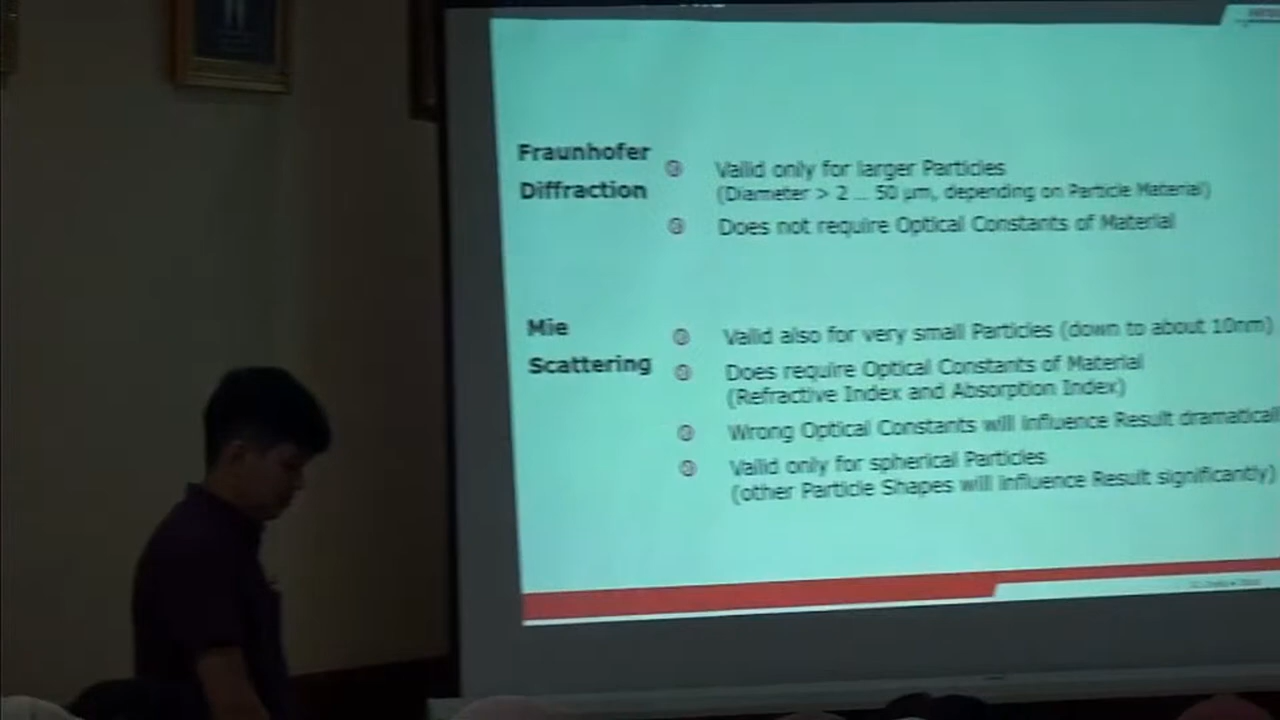 Fraunhofer
Diffraction
Valid only for larger Particles
(Diameter > 2 ... 50 µm, depending on Particle Material)
Does not require Optical Constants of Material
Mie
Scattering
Valid also for very small Particles (down to about 10nm)
Does require Optical Constants of Material
(Refractive Index and Absorption Index)
Wrong Optical Constants will influence Result dramatical
Valid only for spherical Particles
(other Particle Shapes will influence Result significantly)